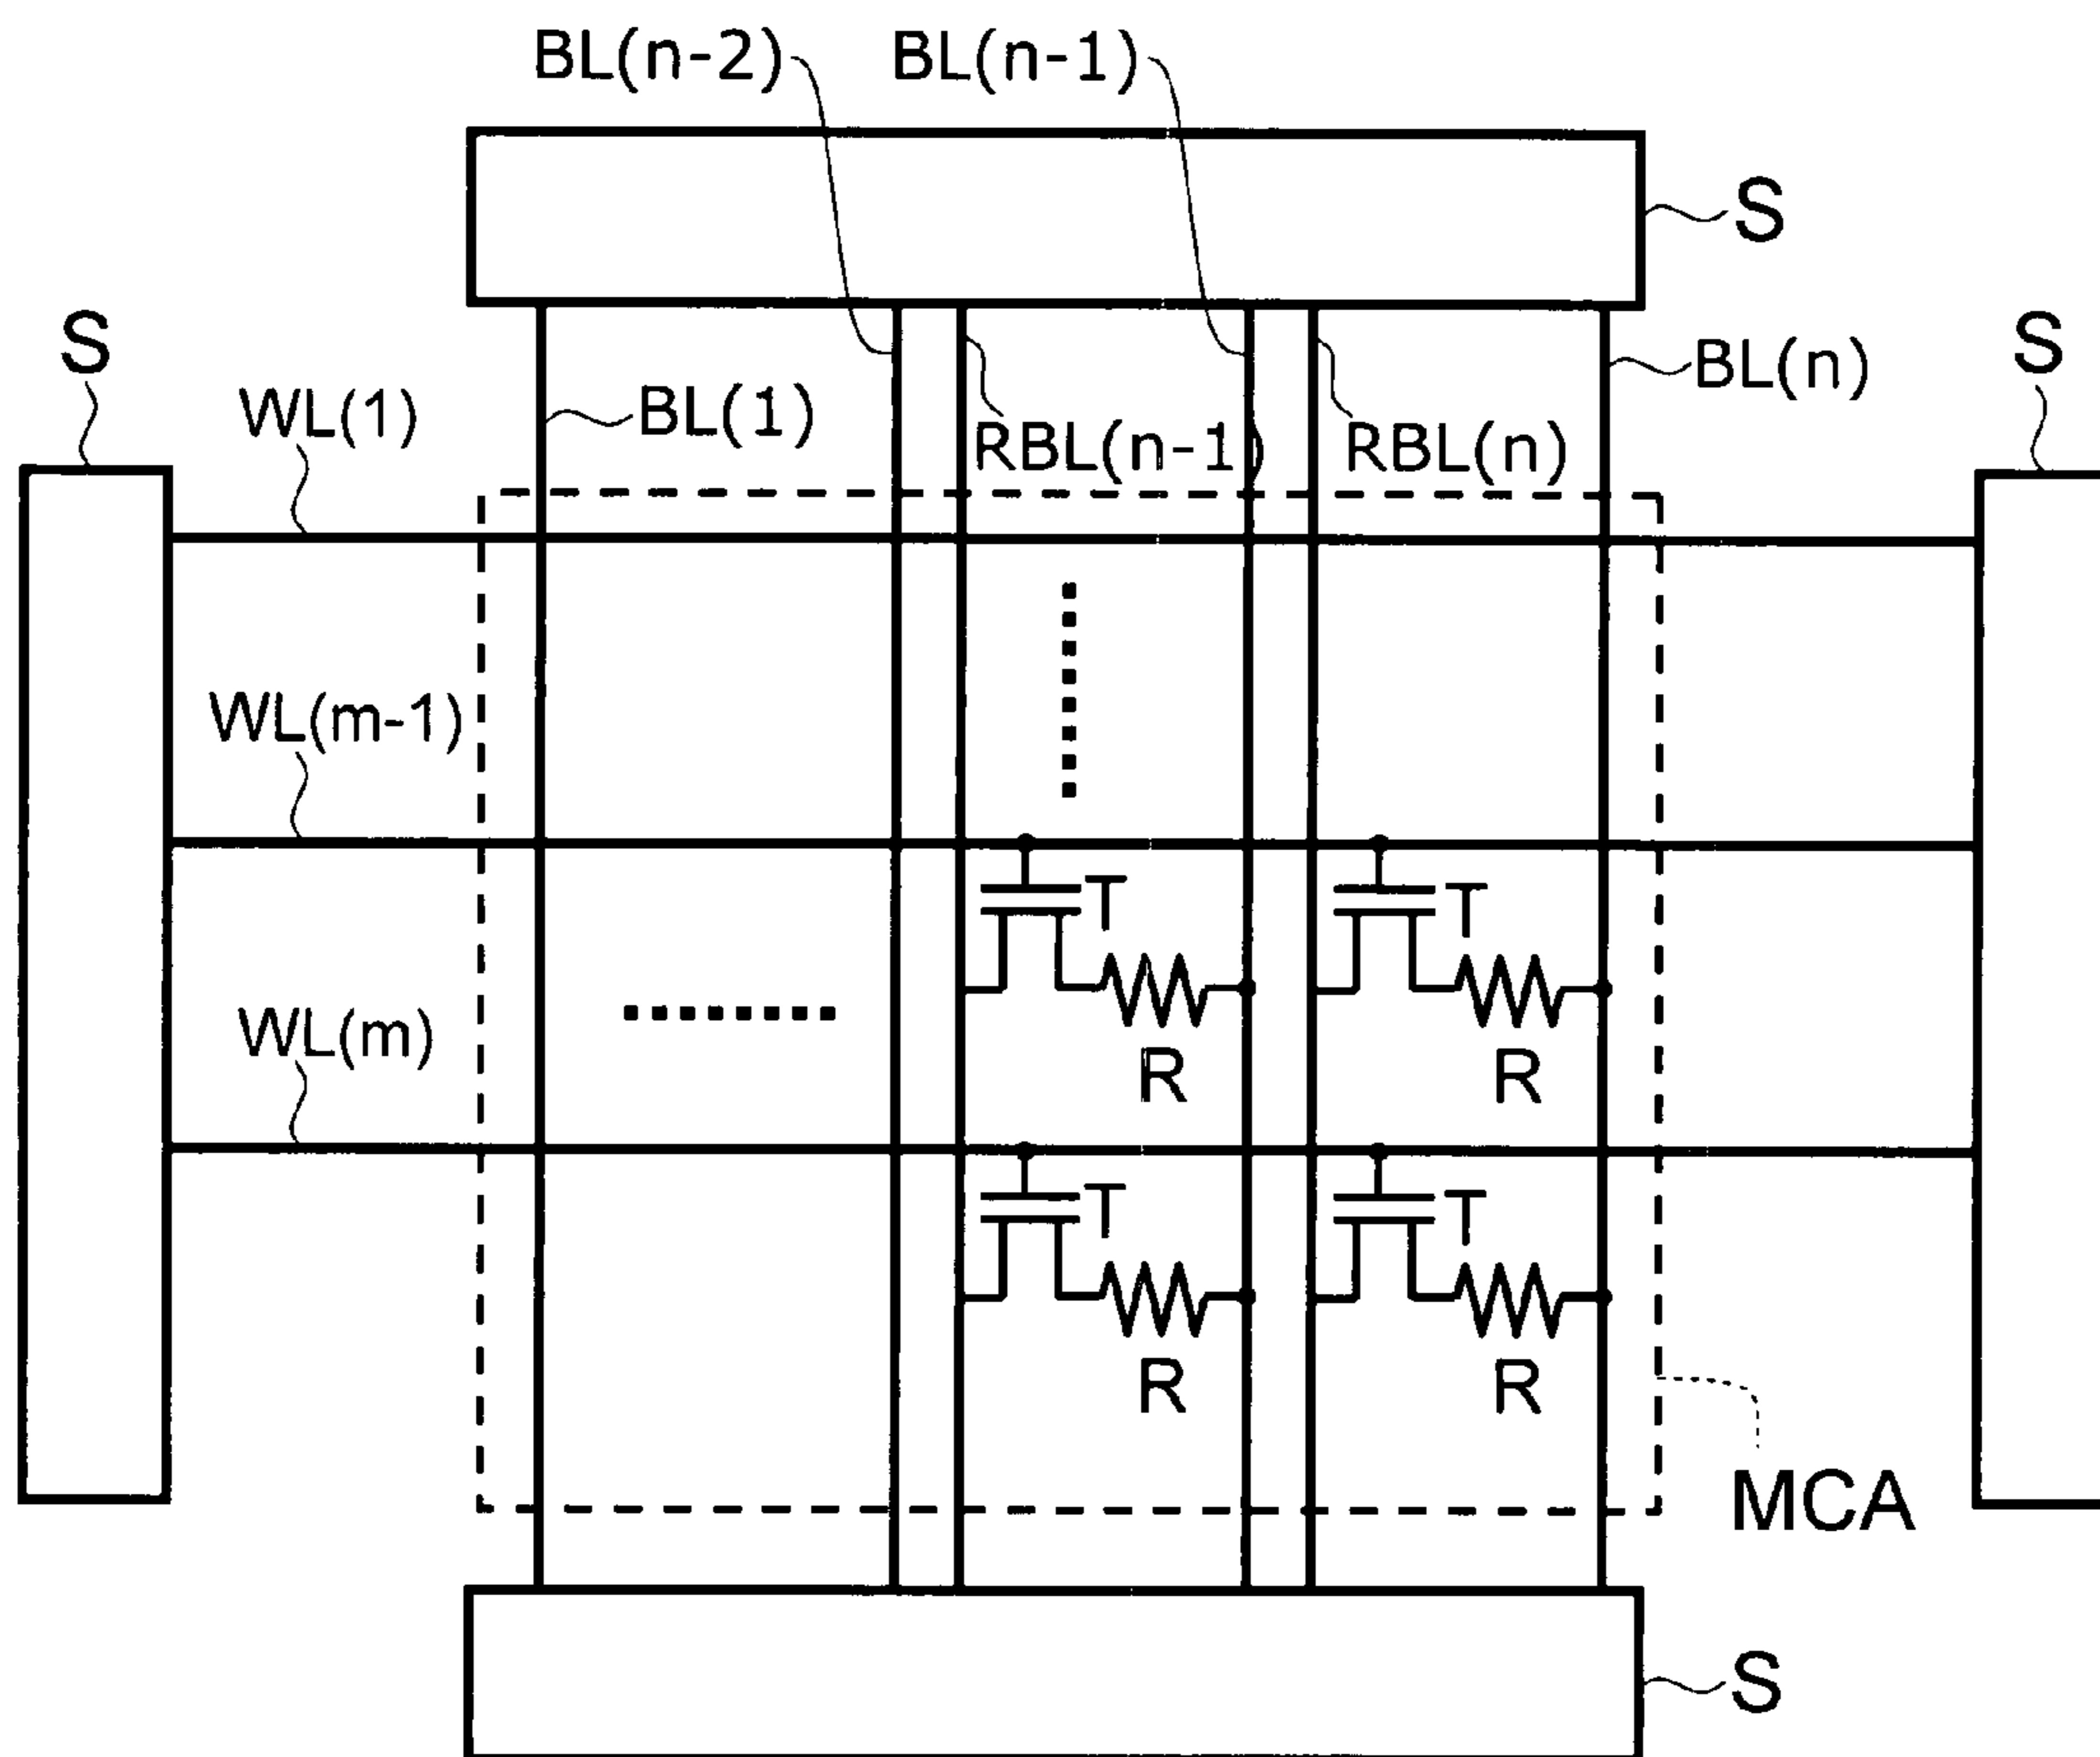 BL(n-2) BL(n-1)
S
S BL(n) S
WL(1) BL(1)
RBL(n-1) RBL(n)
WL(m-1)
T T
WL(m)
R R
T T
R R
MCA
S